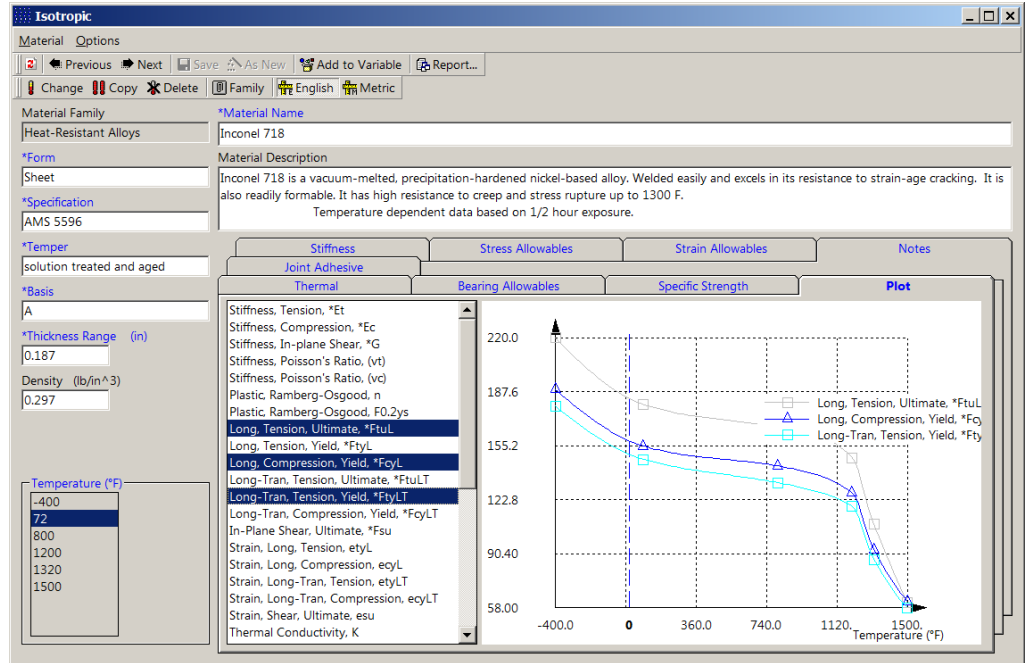 Isotropic
Material Options
Previous Next Save As New Add to Variable Report...
Change Copy Delete Family English Metric
Material Family
Heat-Resistant Alloys
*Form
Sheet
*Specification
AMS 5596
*Temper
solution treated and aged
*Basis
A
*Thickness Range (in)
0.187
Density (lb/in^3)
0.297
Temperature (°F)
-400
72
800
1200
1320
1500
*Material Name
Inconel 718
Material Description
Inconel 718 is a vacuum-melted, precipitation-hardened nickel-based alloy. Welded easily and excels in its resistance to strain-age cracking. It is
also readily formable. It has high resistance to creep and stress rupture up to 1300 F.
Temperature dependent data based on 1/2 hour exposure.
Stiffness Stress Allowables Strain Allowables Notes
Joint Adhesive
Thermal Bearing Allowables Specific Strength Plot
Stiffness, Tension, *Et
Stiffness, Compression, *Ec
Stiffness, In-plane Shear, *G
Stiffness, Poisson's Ratio, (vt)
Stiffness, Poisson's Ratio, (vc)
Plastic, Ramberg-Osgood, n
Plastic, Ramberg-Osgood, F0.2ys
Long, Tension, Ultimate, *FtuL
Long, Tension, Yield, *FtyL
Long, Compression, Yield, *FcyL
Long-Tran, Tension, Ultimate, *FtuLT
Long-Tran, Tension, Yield, *FtyLT
Long-Tran, Compression, Yield, *FcyLT
In-Plane Shear, Ultimate, *Fsu
Strain, Long, Tension, etyL
Strain, Long, Compression, ecyL
Strain, Long-Tran, Tension, etyLT
Strain, Long-Tran, Compression, ecyLT
Strain, Shear, Ultimate, esu
Thermal Conductivity, K
220.0
187.6
155.2
122.8
90.40
58.00
Long, Tension, Ultimate, *FtuL
Long, Compression, Yield, *Fcy
Long-Tran, Tension, Yield, *Fty
-400.0 0 360.0 740.0 1120. 1500.
Temperature (°F)